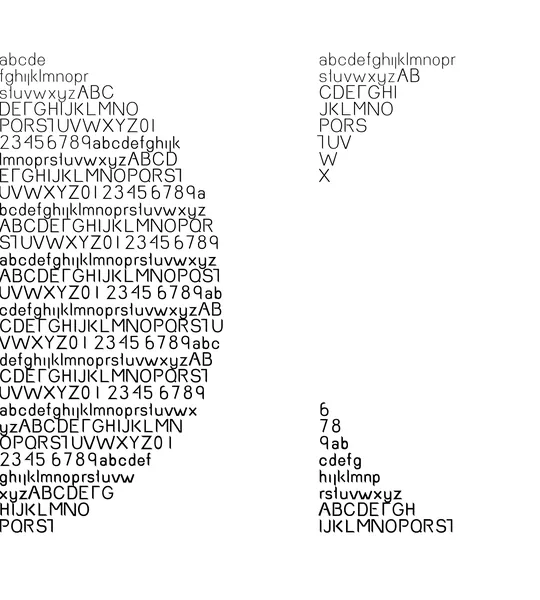 abcde
fghijklmnopr
stuvwxyzABC
DEFGHIJKLMNO
PQRSTUVWXYZ01
23456789abcdefghijk
lmnoprstuvwxyzABCD
EFGHIJKLMNOPQRST
UVWXYZ0123456789a
bcdefghijklmnoprstuvwxyz
ABCDEFGHIJKLMNOPQR
STUVWXYZ0123456789
abcdefghijklmnoprstuvwxyz
ABCDEFGHIJKLMNOPQST
UVWXYZ0123456789ab
cdefghijklmnoprstuvwxyzAB
CDEFGHIJKLMNOPQRSTU
VWXYZ0123456789abc
defghijklmnoprstuvwxyzAB
CDEFGHIJKLMNOPQRST
UVWXYZ0123456789
abcdefghijklmnoprstuvwx
yzABCDEFGHIJKLMN
OPQRSTUVWXYZ01
23456789abcdef
ghijklmnoprstuvw
xyzABCDEFG
HIJKLMNO
PQRST
abcdefghijklmnopr
stuvwxyzAB
CDEFGHI
JKLMNO
PQRS
TUV
W
X
6
78
9ab
cdefg
hijklmnp
rstuvwxyz
ABCDEFGH
IJKLMNOPQRST